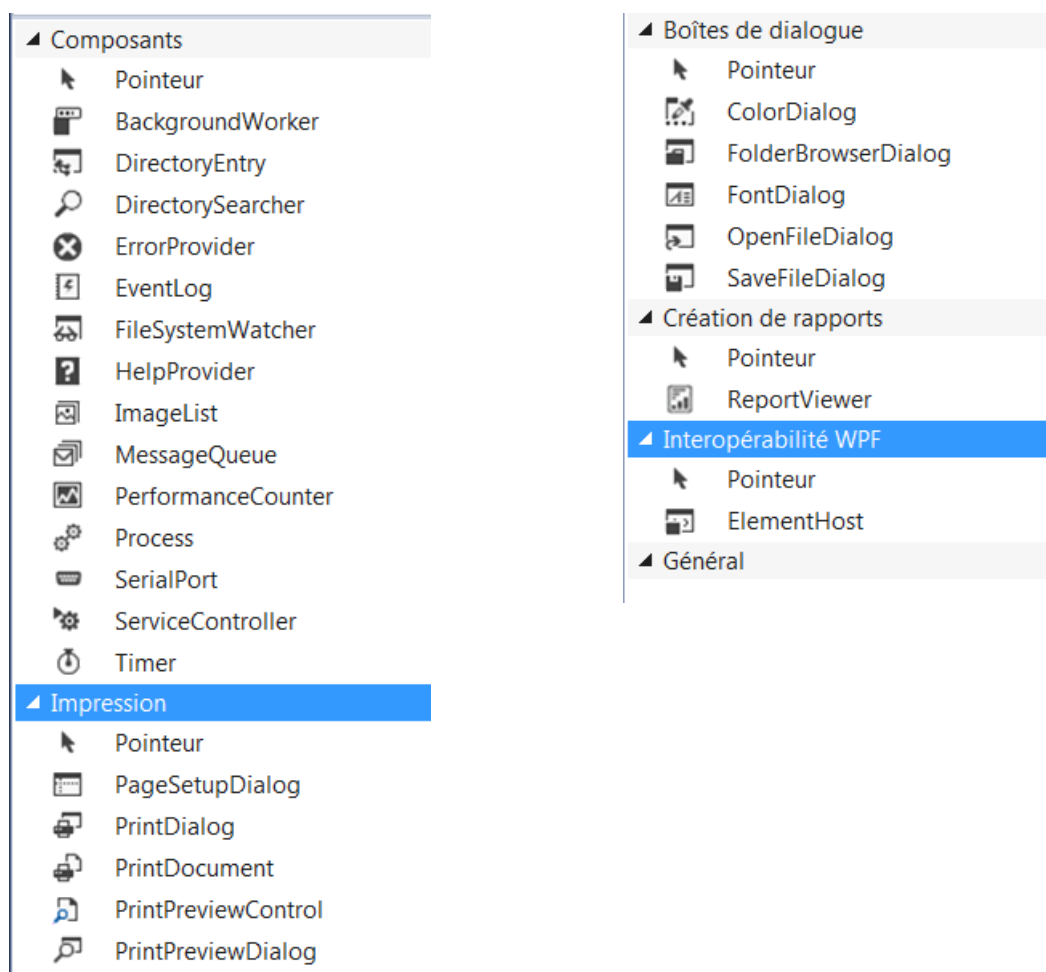 Composants
Pointeur
BackgroundWorker
DirectoryEntry
DirectorySearcher
ErrorProvider
EventLog
FileSystemWatcher
HelpProvider
ImageList
MessageQueue
PerformanceCounter
Process
SerialPort
ServiceController
Timer
Impression
Pointeur
PageSetupDialog
PrintDialog
PrintDocument
PrintPreviewControl
PrintPreviewDialog
Boîtes de dialogue
Pointeur
ColorDialog
FolderBrowserDialog
FontDialog
OpenFileDialog
SaveFileDialog
Création de rapports
Pointeur
ReportViewer
Interopérabilité WPF
Pointeur
ElementHost
Général